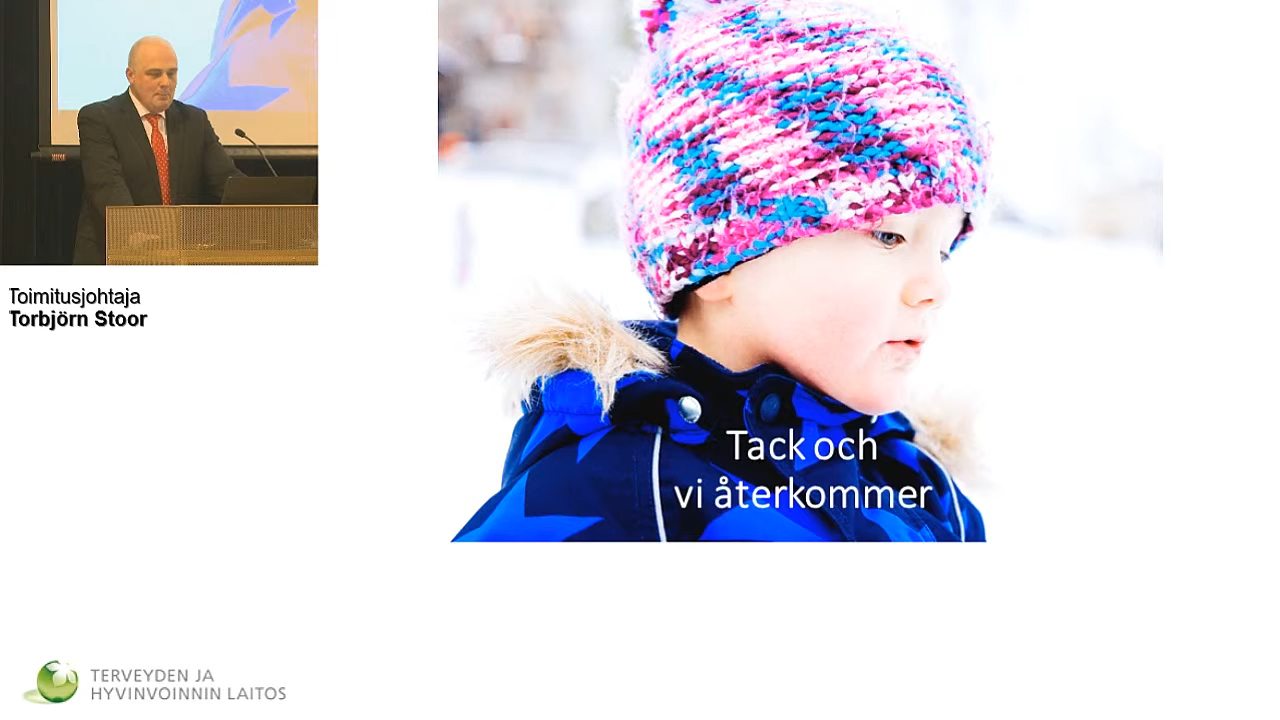 Toimitusjohtaja
Torbjörn Stoor
Tack och
vi återkommer
TERVEYDEN JA
HYVINVOINNIN LAITOS